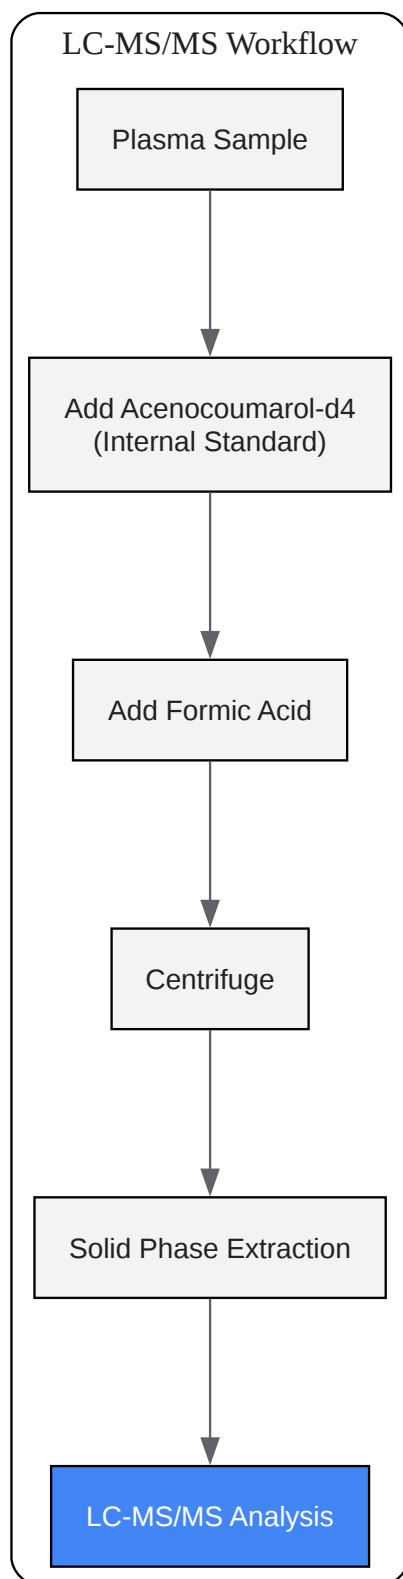 LC-MS/MS Workflow
Plasma Sample
Add Acenocoumarol-d4
(Internal Standard)
Add Formic Acid
Centrifuge
Solid Phase Extraction
LC-MS/MS Analysis